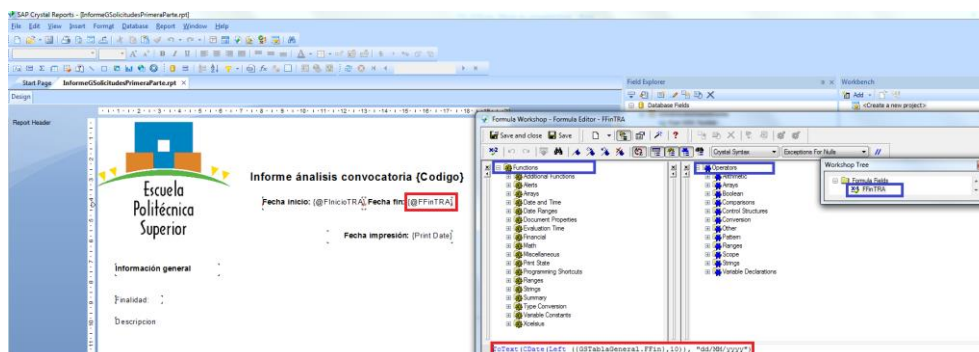 SAP Crystal Reports - [InformeGSolicitudesPrimeraParte.rpt]
File Edit View Insert Format Database Report Window Help
Start Page InformeGSolicitudesPrimeraParte.rpt ×
Design
Report Header
Escuela
Politécnica
Superior
Informe ánalisis convocatoria {Codigo}
Fecha inicio: {@FInicioTRA} Fecha fin: {@FFinTRA}
Fecha impresión: [Print Date]
Información general
Finalidad:
Descripcion
Field Explorer
Database Fields
Workbench
Add
<Create a new project>
Formula Workshop - Formula Editor - FFinTRA
Save and close Save
Crystal Syntax Exceptions For Nulls
Functions
Additional Functions
Alerts
Arrays
Date and Time
Date Ranges
Document Properties
Evaluation Time
Financial
Math
Miscellaneous
Print State
Programming Shortcuts
Ranges
Strings
Summary
Type Conversion
Variable Constants
Xcelsius
Operators
Arithmetic
Arrays
Boolean
Comparisons
Control Structures
Conversion
Other
Pattern
Ranges
Scope
Strings
Variable Declarations
Workshop Tree
Formula Fields
FFinTRA
ToText(CDate(Left ({GSTablaGeneral.FFin},10)), "dd/MM/yyyy")